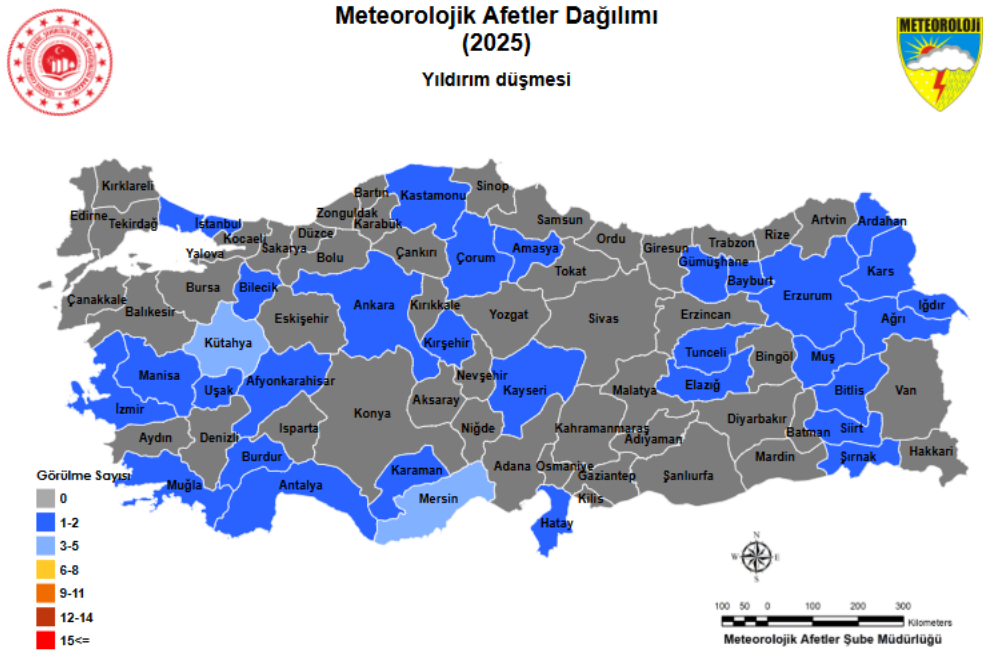 Meteorolojik Afetler Dağılımı
(2025)
Yıldırım düşmesi
METEOROLOJİ
Kırklareli
Edirne
Tekirdağ
İstanbul
Kocaeli
Yalova
Sakarya
Düzce
Zonguldak
Bartın
Karabük
Kastamonu
Sinop
Samsun
Bolu
Çankırı
Çorum
Amasya
Tokat
Ordu
Giresun
Trabzon
Rize
Artvin
Ardahan
Gümüşhane
Bayburt
Erzurum
Kars
Iğdır
Ağrı
Çanakkale
Balıkesir
Bursa
Bilecik
Eskişehir
Ankara
Kırıkkale
Yozgat
Sivas
Erzincan
Kütahya
Kırşehir
Tunceli
Bingöl
Muş
Manisa
Uşak
Afyonkarahisar
Nevşehir
Kayseri
Malatya
Elazığ
Bitlis
Van
İzmir
Aksaray
Konya
Aydın
Denizli
Isparta
Niğde
Kahramanmaraş
Adıyaman
Diyarbakır
Batman
Siirt
Şırnak
Hakkari
Burdur
Muğla
Antalya
Karaman
Mersin
Adana
Osmaniye
Gaziantep
Kilis
Şanlıurfa
Mardin
Hatay
Görülme Sayısı
0
1-2
3-5
6-8
9-11
12-14
15<=
N
W E
S
100 50 0 100 200 300
Kilometers
Meteorolojik Afetler Şube Müdürlüğü